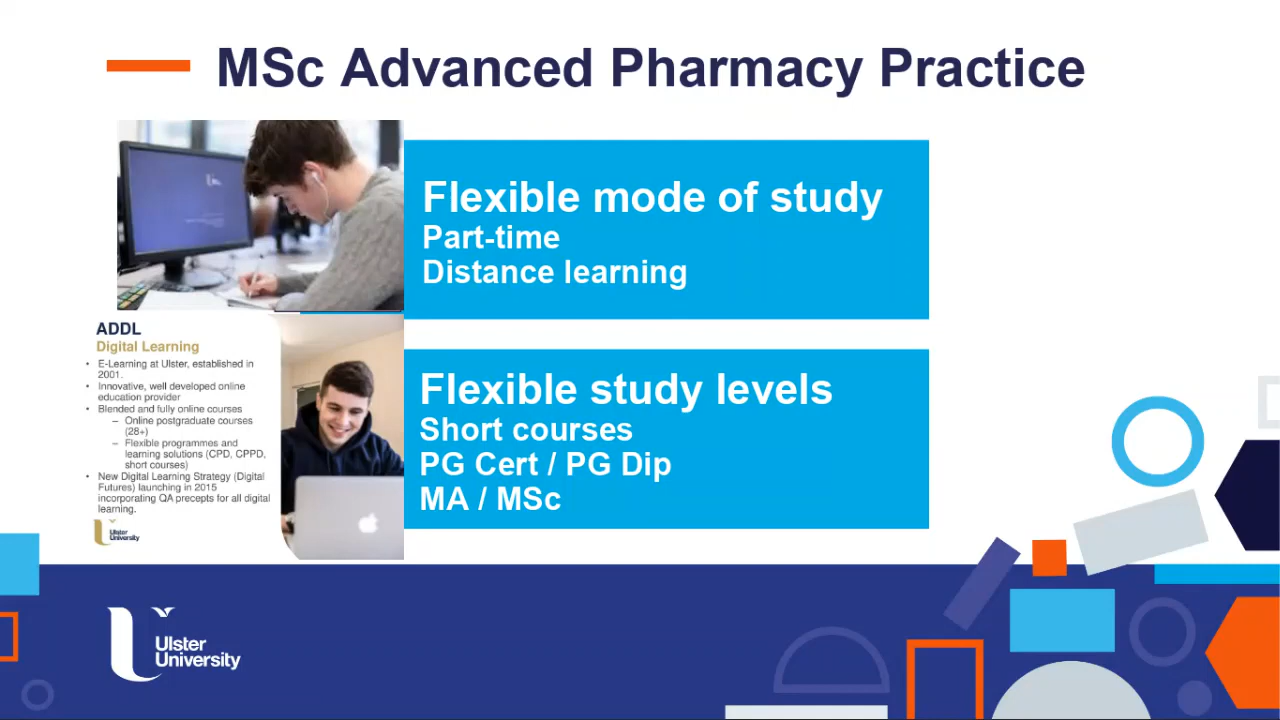 MSc Advanced Pharmacy Practice
Flexible mode of study
Part-time
Distance learning
ADDL
Digital Learning
• E-Learning at Ulster, established in
2001.
• Innovative, well developed online
education provider
• Blended and fully online courses
– Online postgraduate courses
(28+)
– Flexible programmes and
learning solutions (CPD, CPPD,
short courses)
• New Digital Learning Strategy (Digital
Futures) launching in 2015
incorporating QA precepts for all digital
learning.
Ulster
University
Flexible study levels
Short courses
PG Cert / PG Dip
MA / MSc
Ulster
University